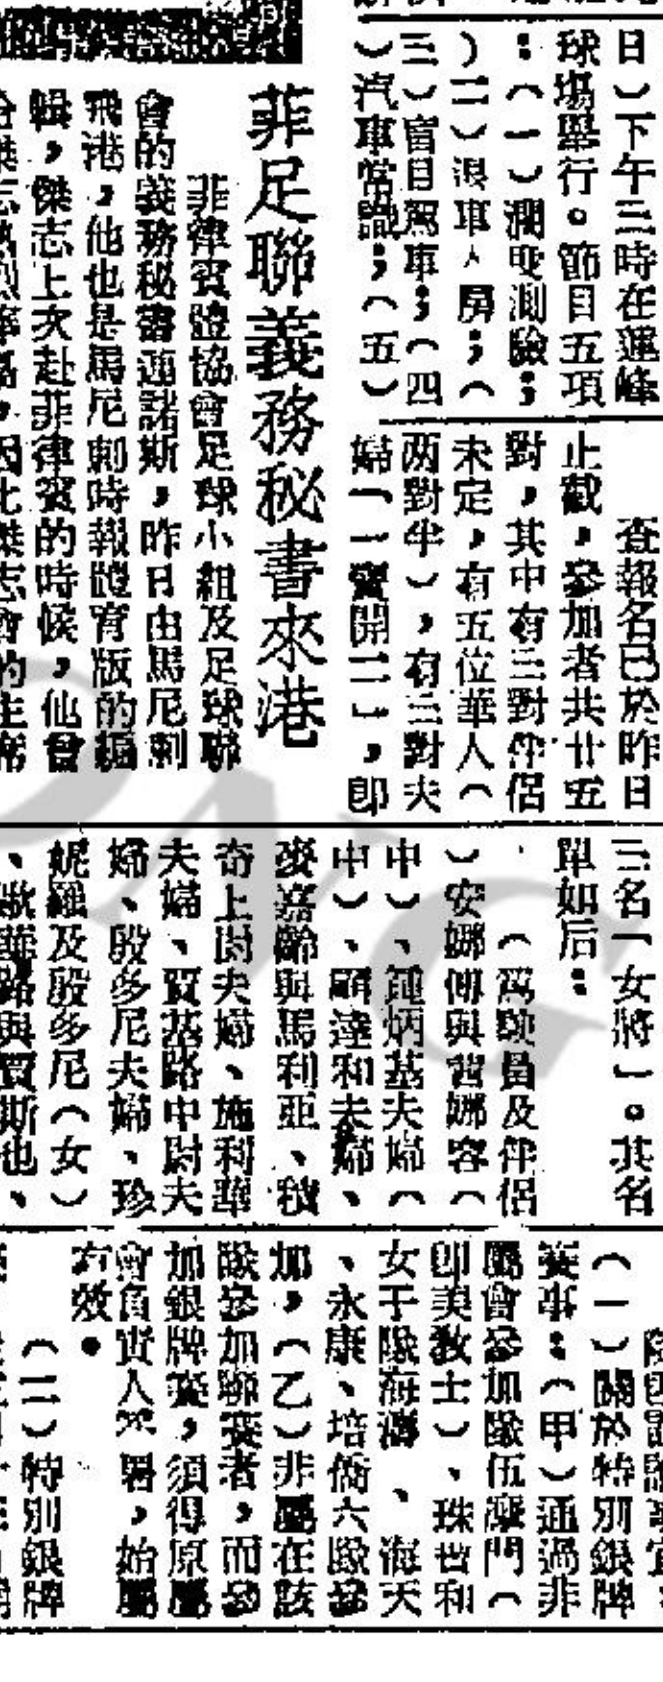 日︶下午三時在蓮峰
球場舉行。節目五項
：︵一︶濶度測驗；
︵二︶退車人房；︵
三︶盲目駕車；︵四
︶汽車常識；︵五︶
查報名已於昨日
止截，參加者共廿五
對，其中有三對伴侶
未定，有五位華人︵
两對半︶，有三對夫
婦「一賣開二」，卽
菲足聯義務秘書來港
菲律賓體協會足球小組及足球聯
會的義務秘書通諾斯，昨日由馬尼剌
飛港，他也是馬尼剌時報體育版的編
輯，傑志上次赴菲律賓的時候，他曾
三名「女將」。其名
單如后：
︵爲駛員及伴侶
︶安娜傅與曹娜容︵
中︶、鍾炳基夫婦︵
中︶、顧達和夫婦、
麥嘉齡與馬利亞、
奇上尉夫婦、施利華
夫婦、賈基路中尉夫
婦、殷多尼夫婦、珍
妮羅及殷多尼︵女︶
︵一︶關於特別銀牌
賽事：︵甲︶通過非
屬會參加隊伍澳門︵
卽美教士︶、珠世和
女子隊海濤、海天
、永康、培僑六隊參
加，︵乙︶非屬在該
隊參加聯賽者，而參
加銀牌賽，須得原屬
會負責人簽署，始屬
有效。
︵二︶特別銀牌